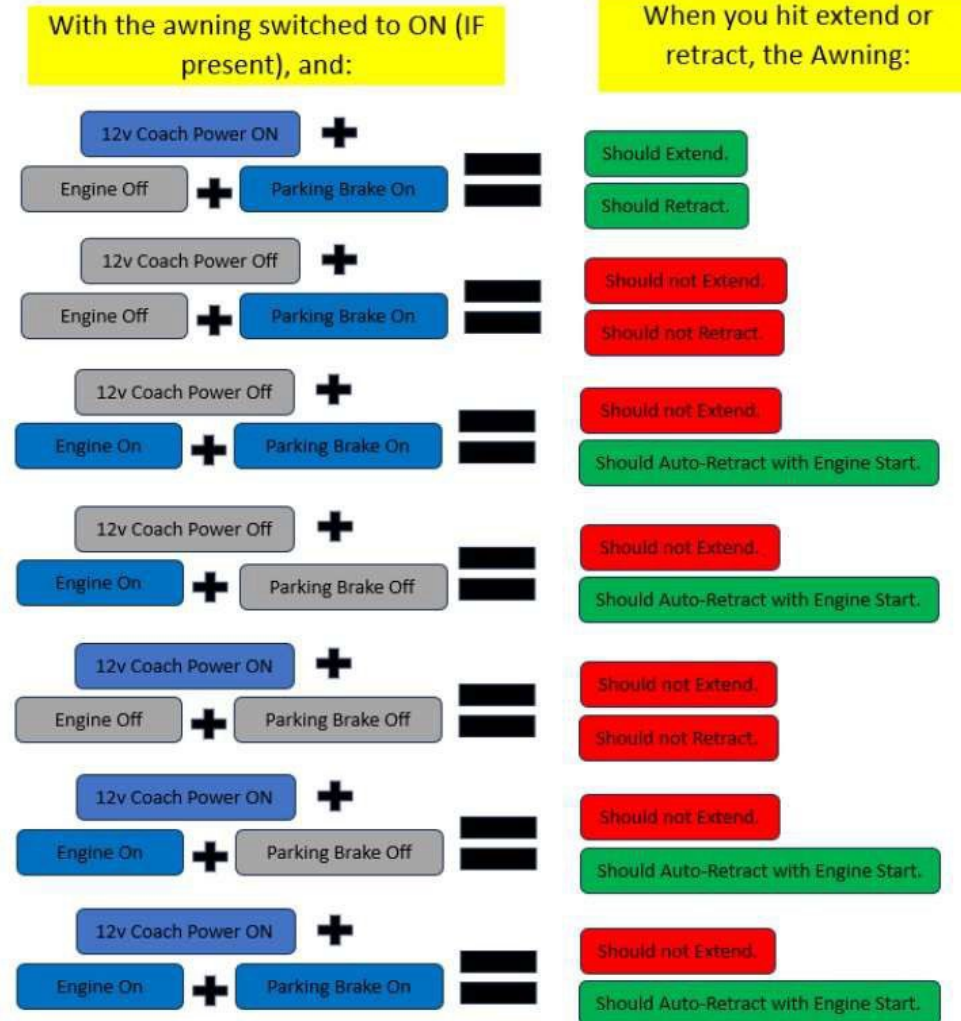 With the awning switched to ON (IF
present), and:
When you hit extend or
retract, the Awning:
12v Coach Power ON
Engine Off
Parking Brake On
Should Extend.
Should Retract.
12v Coach Power Off
Engine Off
Parking Brake On
Should not Extend.
Should not Retract.
12v Coach Power Off
Engine On
Parking Brake On
Should not Extend.
Should Auto-Retract with Engine Start.
12v Coach Power Off
Engine On
Parking Brake Off
Should not Extend.
Should Auto-Retract with Engine Start.
12v Coach Power ON
Engine Off
Parking Brake Off
Should not Extend.
Should not Retract.
12v Coach Power ON
Engine On
Parking Brake Off
Should not Extend.
Should Auto-Retract with Engine Start.
12v Coach Power ON
Engine On
Parking Brake On
Should not Extend.
Should Auto-Retract with Engine Start.